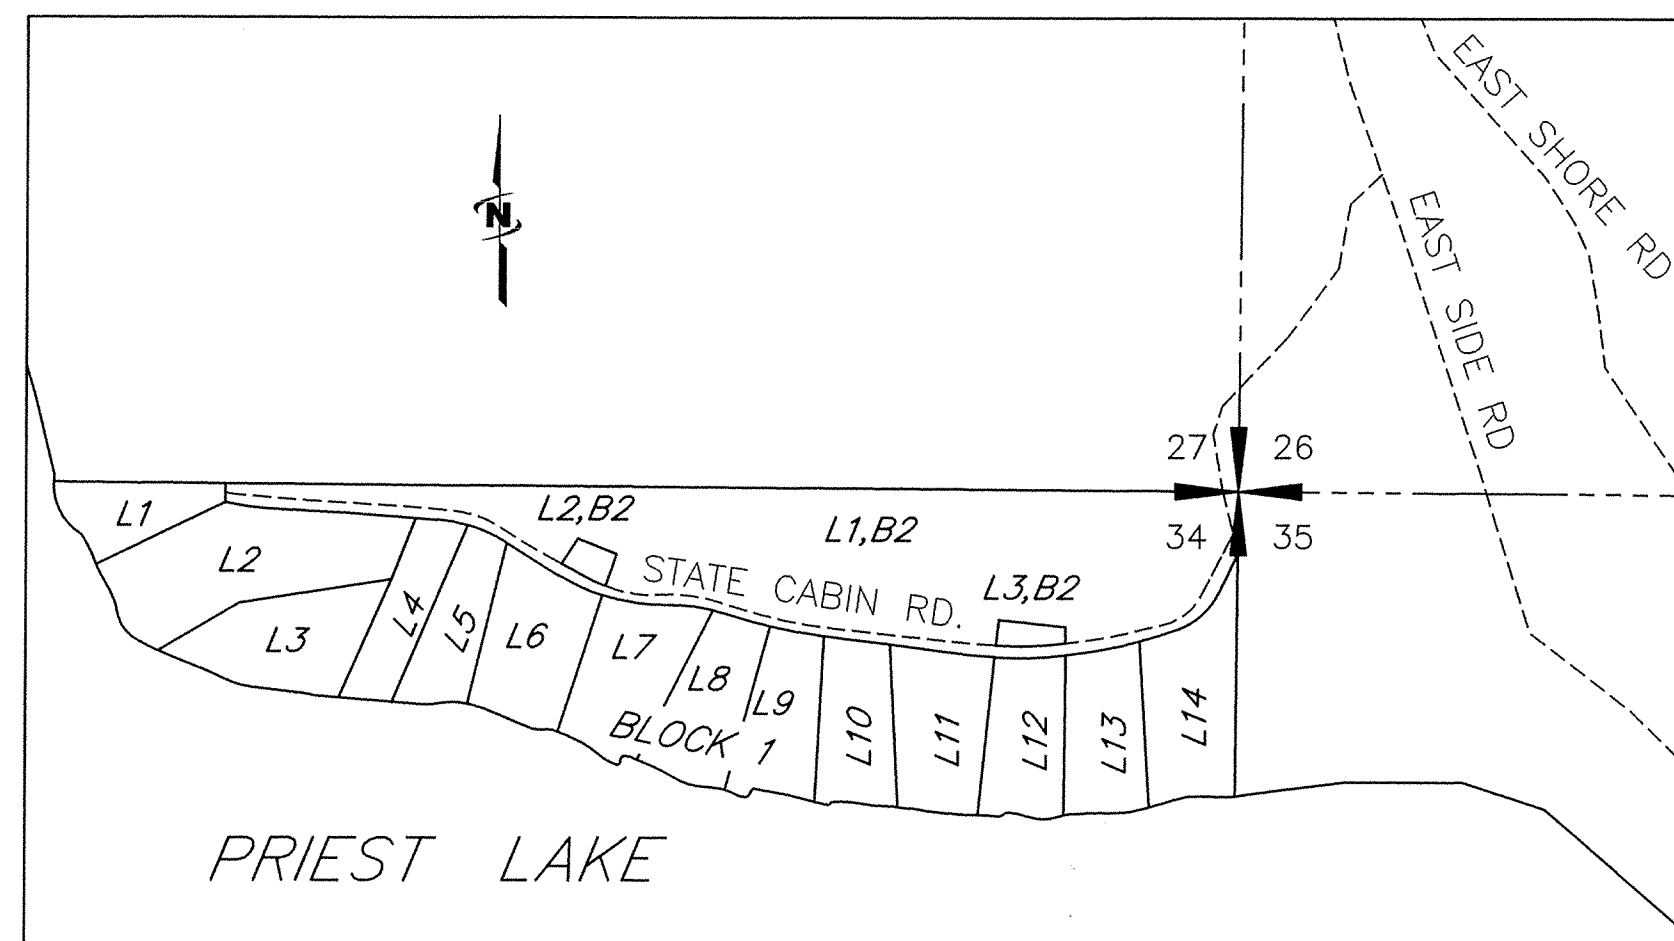 EAST SHORE RD
EAST SIDE RD
N
27 26
34 35
L1
L2,B2
L1,B2
L2
STATE CABIN RD.
L3,B2
L3
L4
L5
L6
L7
L8
L9
L10
L11
L12
L13
L14
BLOCK 1
PRIEST LAKE